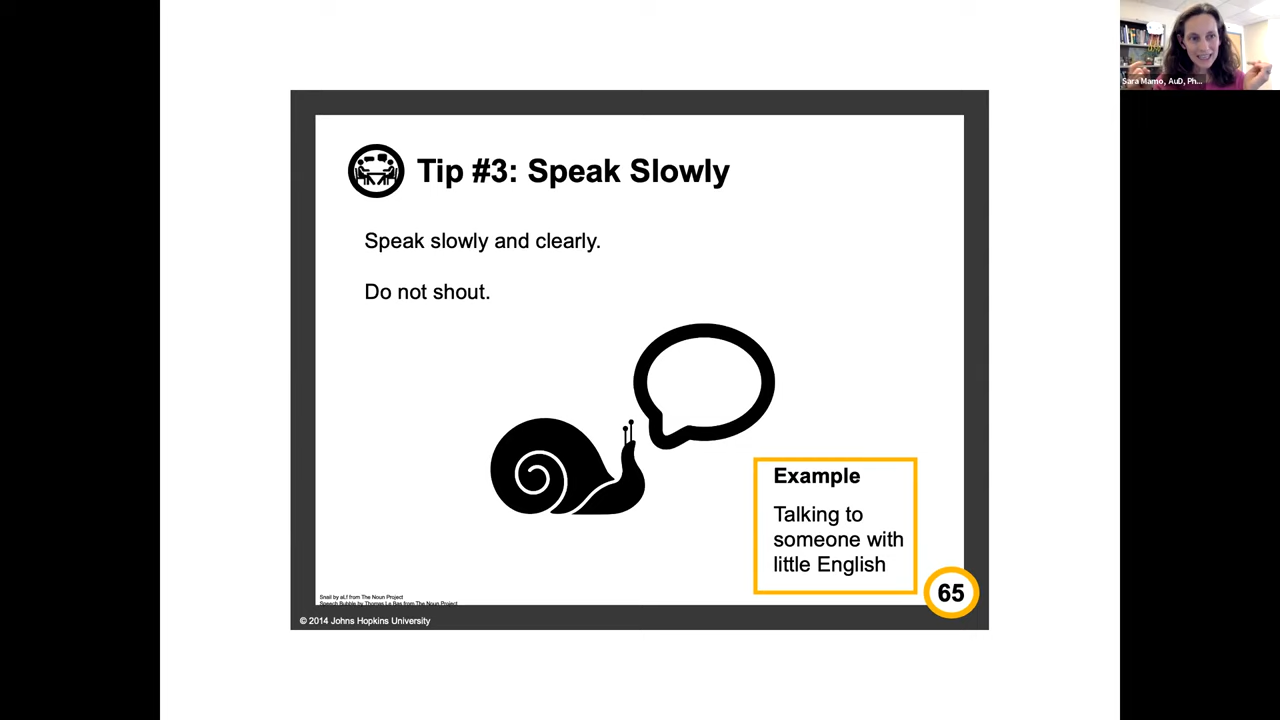 Sara Mamo, AuD, Ph...
Tip #3: Speak Slowly
Speak slowly and clearly.
Do not shout.
Example
Talking to
someone with
little English
65
Snail by aLf from The Noun Project
Speech Bubble by Thomas Le Bas from The Noun Project
© 2014 Johns Hopkins University